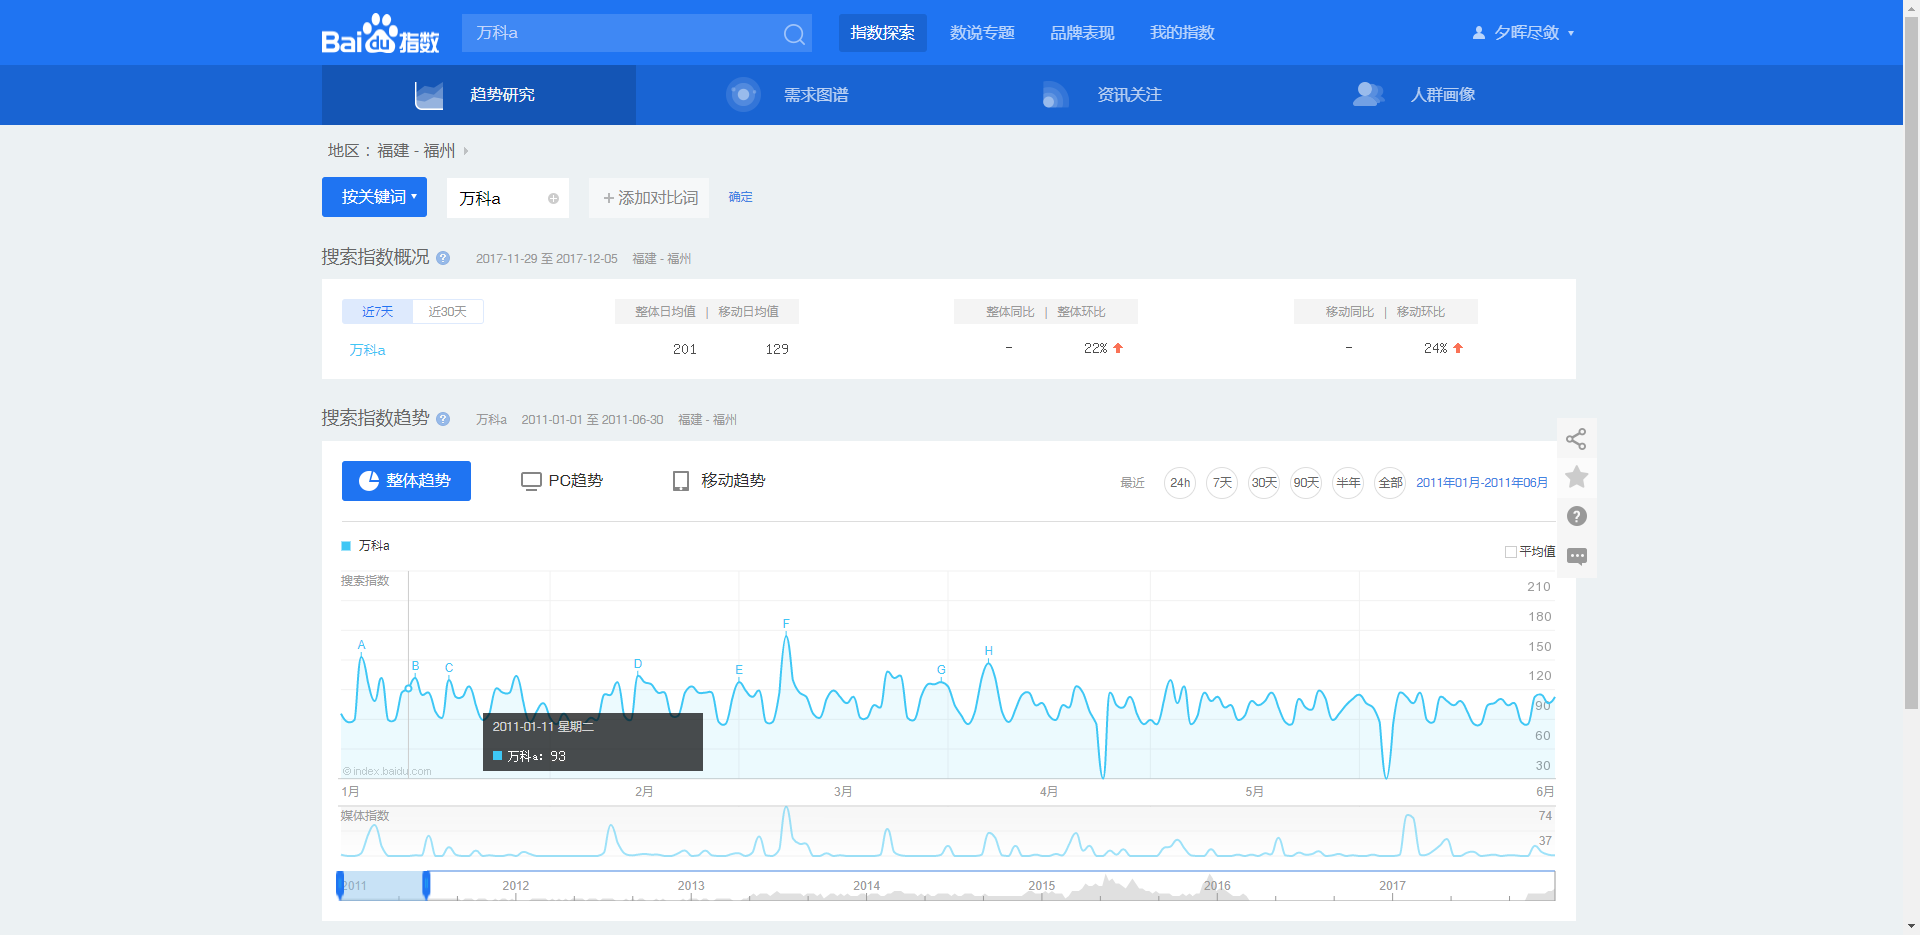 Bai du 指数
万科a
指数探索 数说专题 品牌表现 我的指数
夕晖尽敛
趋势研究 需求图谱 资讯关注 人群画像
地区： 福建 - 福州
按关键词 万科a + 添加对比词 确定
搜索指数概况 ? 2017-11-29 至 2017-12-05 福建 - 福州
近7天 近30天 整体日均值 | 移动日均值 整体同比 | 整体环比 移动同比 | 移动环比
万科a 201 129 - 22% - 24%
搜索指数趋势 ? 万科a 2011-01-01 至 2011-06-30 福建 - 福州
整体趋势 PC趋势 移动趋势 最近 24h 7天 30天 90天 半年 全部 2011年01月-2011年06月
?
万科a
平均值
搜索指数
210
180
150
120
90
60
30
A B C D E F G H
2011-01-11 星期二
万科a： 93
©index.baidu.com
1月 2月 3月 4月 5月 6月
媒体指数
74
37
2011 2012 2013 2014 2015 2016 2017